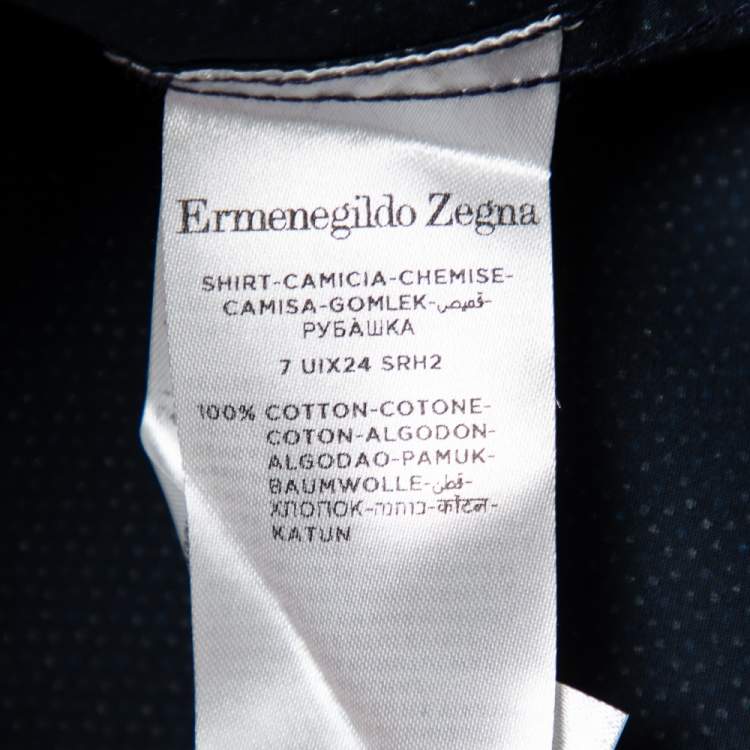 Ermenegildo Zegna
SHIRT-CAMICIA-CHEMISE-
CAMISA-GOMLEK-قميص-
РУБАШКА
7 UIX24 SRH2
100% COTTON-COTONE-
COTON-ALGODON-
ALGODAO-PAMUK-
BAUMWOLLE-قطن-
ХЛОПОК-כותנה-कॉटन-
KATUN